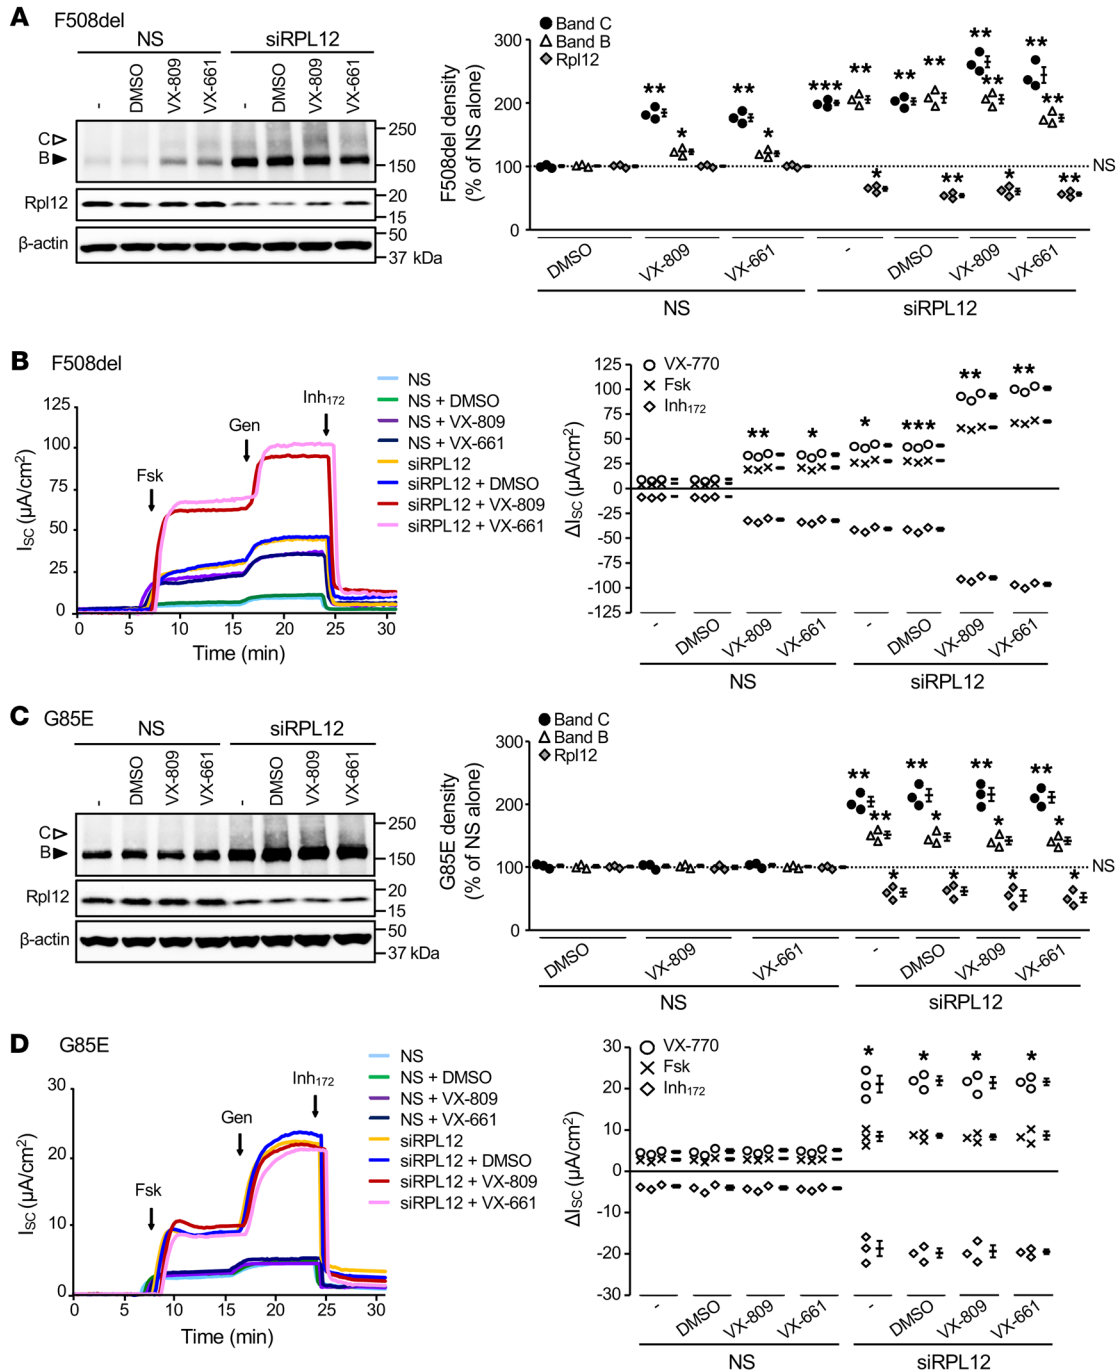 A
F508del
NS
siRPL12
-
DMSO
VX-809
VX-661
-
DMSO
VX-809
VX-661
C
B
250
150
Rpl12
20
15
β-actin
50
37 kDa
Band C
Band B
Rpl12
F508del density
(% of NS alone)
300
200
100
0
** * ** * *** ** ** ** ** ** ** **
* ** * **
NS
DMSO
VX-809
VX-661
-
DMSO
VX-809
VX-661
NS
siRPL12
B
F508del
ISC (μA/cm²)
125
100
75
50
25
0
Fsk
Gen
Inh172
0 5 10 15 20 25 30
Time (min)
NS
NS + DMSO
NS + VX-809
NS + VX-661
siRPL12
siRPL12 + DMSO
siRPL12 + VX-809
siRPL12 + VX-661
VX-770
Fsk
Inh172
ΔISC (μA/cm²)
125
100
75
50
25
0
-25
-50
-75
-100
-125
** * * *** ** **
-
DMSO
VX-809
VX-661
-
DMSO
VX-809
VX-661
NS
siRPL12
C
G85E
NS
siRPL12
-
DMSO
VX-809
VX-661
-
DMSO
VX-809
VX-661
C
B
250
150
Rpl12
20
15
β-actin
50
37 kDa
Band C
Band B
Rpl12
G85E density
(% of NS alone)
300
200
100
0
** ** ** **
** * * *
* * * *
NS
DMSO
VX-809
VX-661
-
DMSO
VX-809
VX-661
NS
siRPL12
D
G85E
ISC (μA/cm²)
30
20
10
0
Fsk
Gen
Inh172
0 5 10 15 20 25 30
Time (min)
NS
NS + DMSO
NS + VX-809
NS + VX-661
siRPL12
siRPL12 + DMSO
siRPL12 + VX-809
siRPL12 + VX-661
VX-770
Fsk
Inh172
ΔISC (μA/cm²)
30
20
10
0
-10
-20
-30
* * * *
-
DMSO
VX-809
VX-661
-
DMSO
VX-809
VX-661
NS
siRPL12